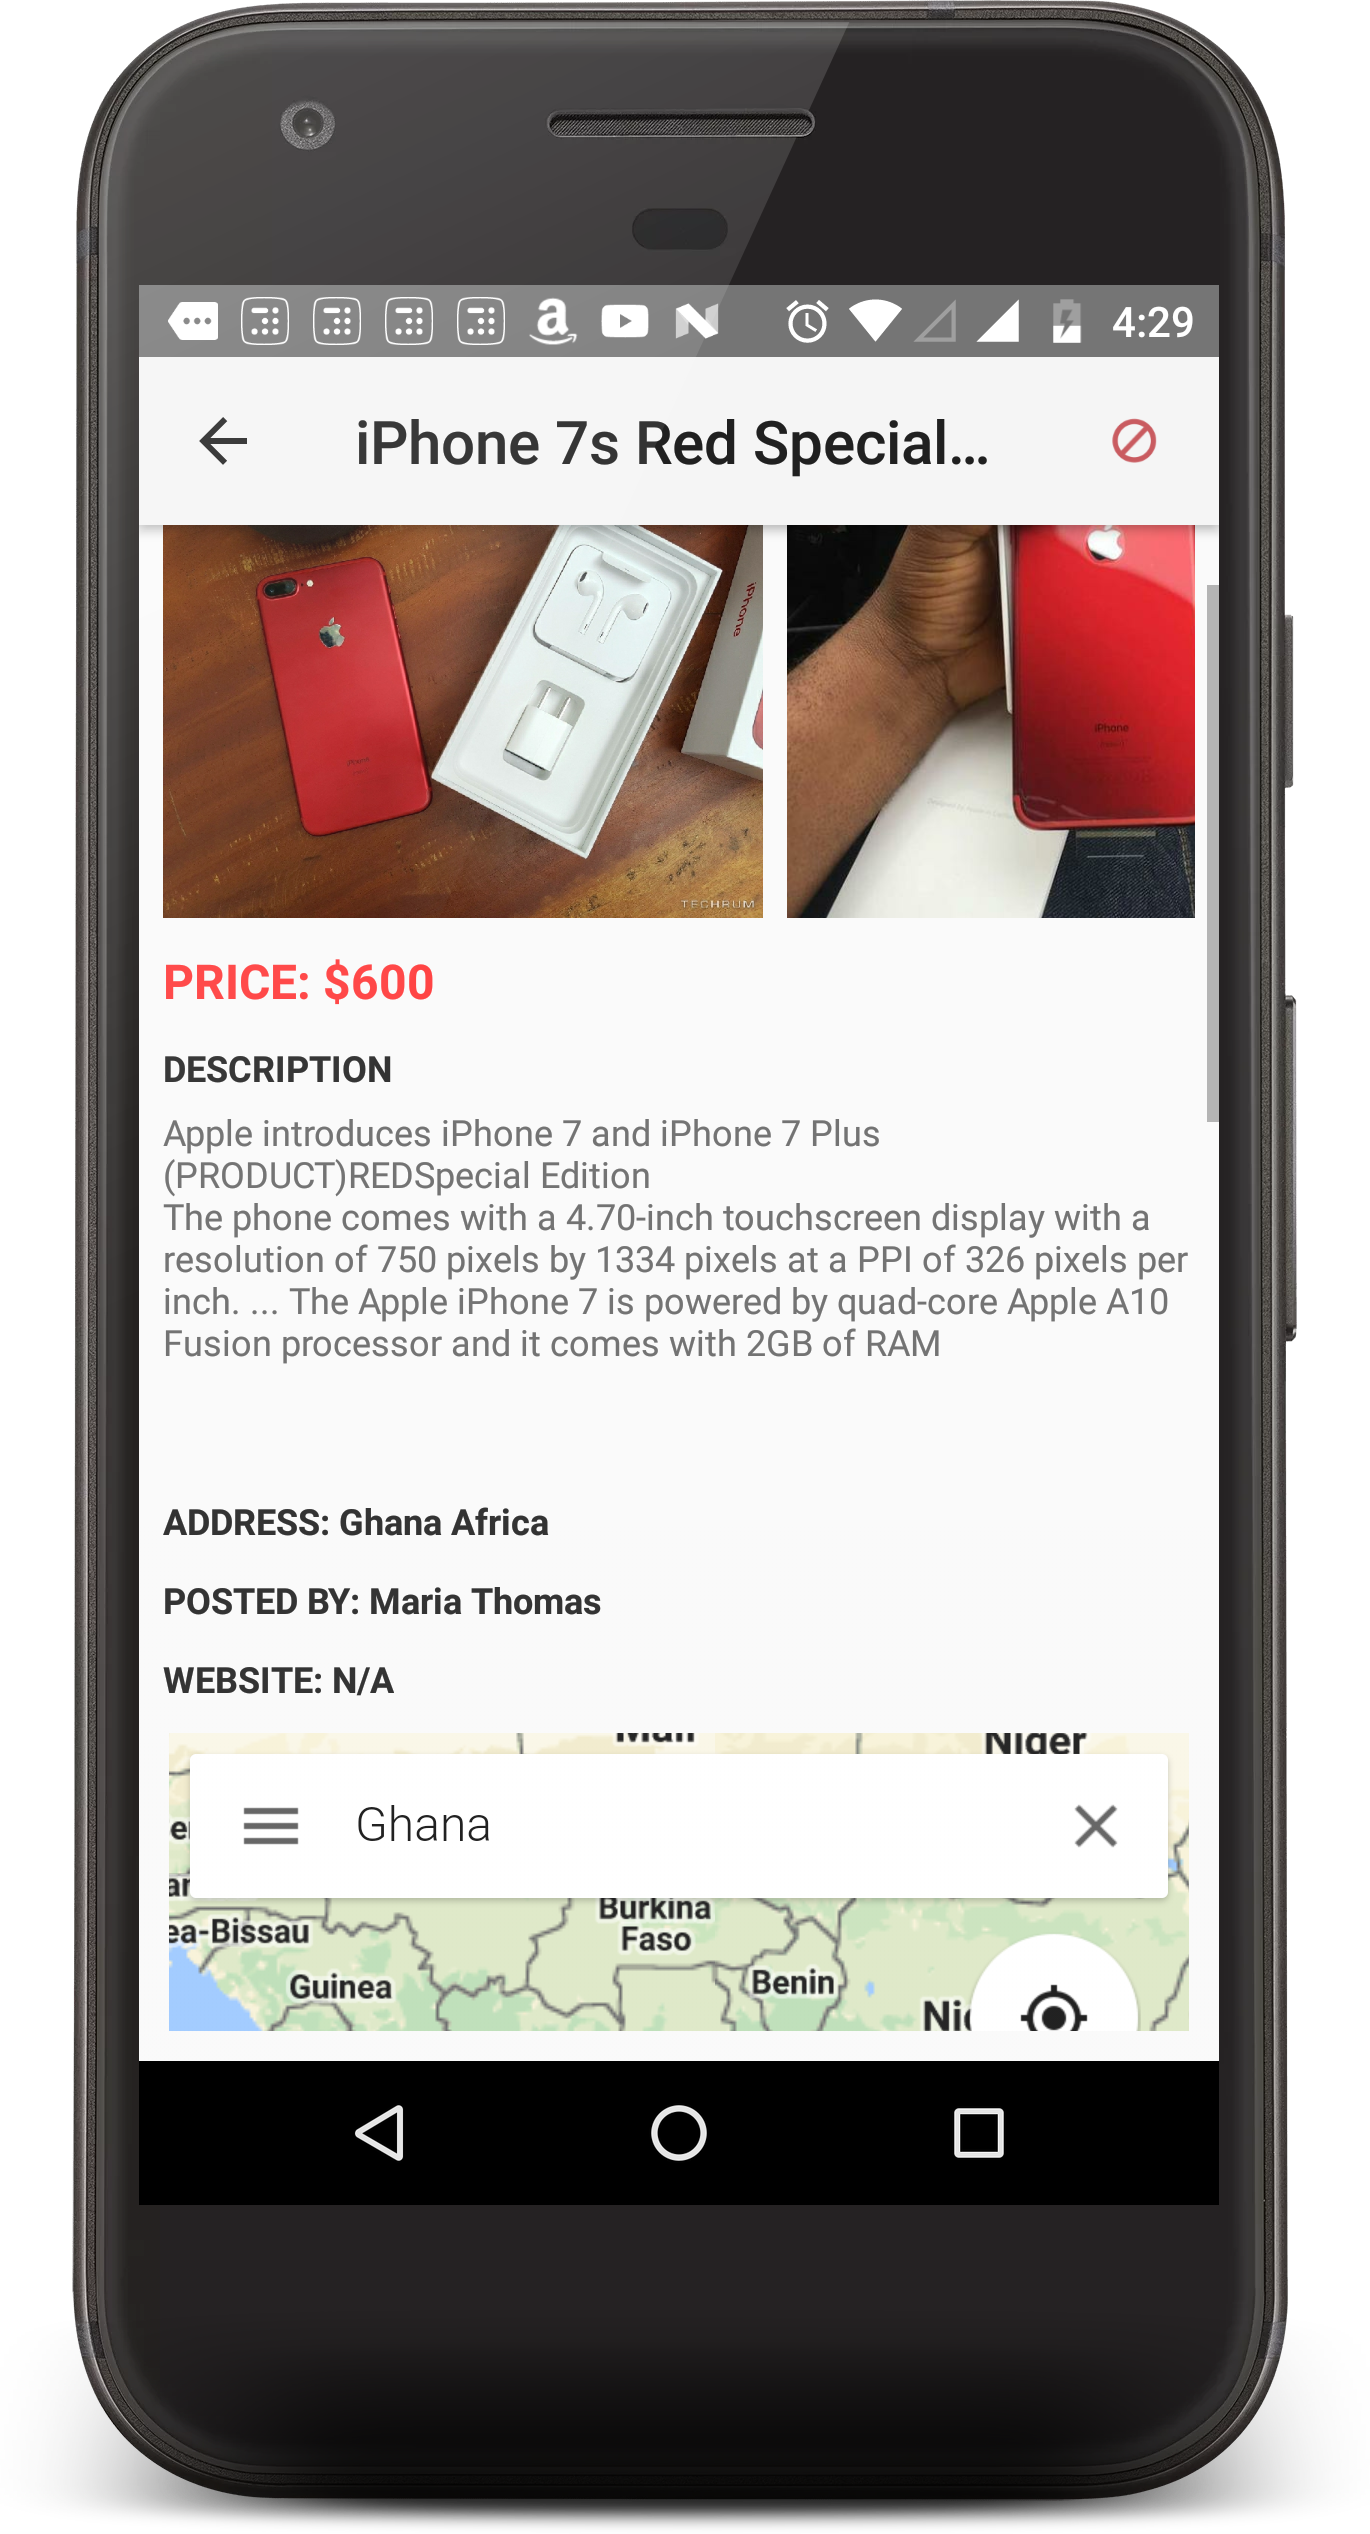 4:29
iPhone 7s Red Special...
iPhone
iPhone
TECHRUM
PRICE: $600
DESCRIPTION
Apple introduces iPhone 7 and iPhone 7 Plus
(PRODUCT)REDSpecial Edition
The phone comes with a 4.70-inch touchscreen display with a
resolution of 750 pixels by 1334 pixels at a PPI of 326 pixels per
inch. ... The Apple iPhone 7 is powered by quad-core Apple A10
Fusion processor and it comes with 2GB of RAM
ADDRESS: Ghana Africa
POSTED BY: Maria Thomas
WEBSITE: N/A
Mali
Niger
Ghana
Burkina
Faso
ea-Bissau
Guinea
Benin